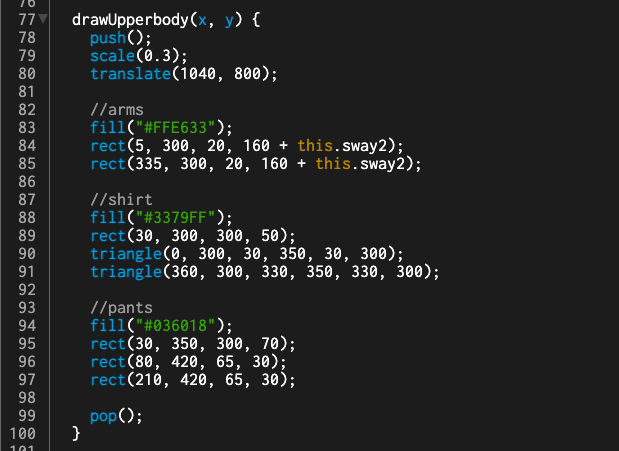 76
77 drawUpperbody(x, y) {
78 push();
79 scale(0.3);
80 translate(1040, 800);
81
82 //arms
83 fill("#FFE633");
84 rect(5, 300, 20, 160 + this.sway2);
85 rect(335, 300, 20, 160 + this.sway2);
86
87 //shirt
88 fill("#3379FF");
89 rect(30, 300, 300, 50);
90 triangle(0, 300, 30, 350, 30, 300);
91 triangle(360, 300, 330, 350, 330, 300);
92
93 //pants
94 fill("#036018");
95 rect(30, 350, 300, 70);
96 rect(80, 420, 65, 30);
97 rect(210, 420, 65, 30);
98
99 pop();
100 }
101